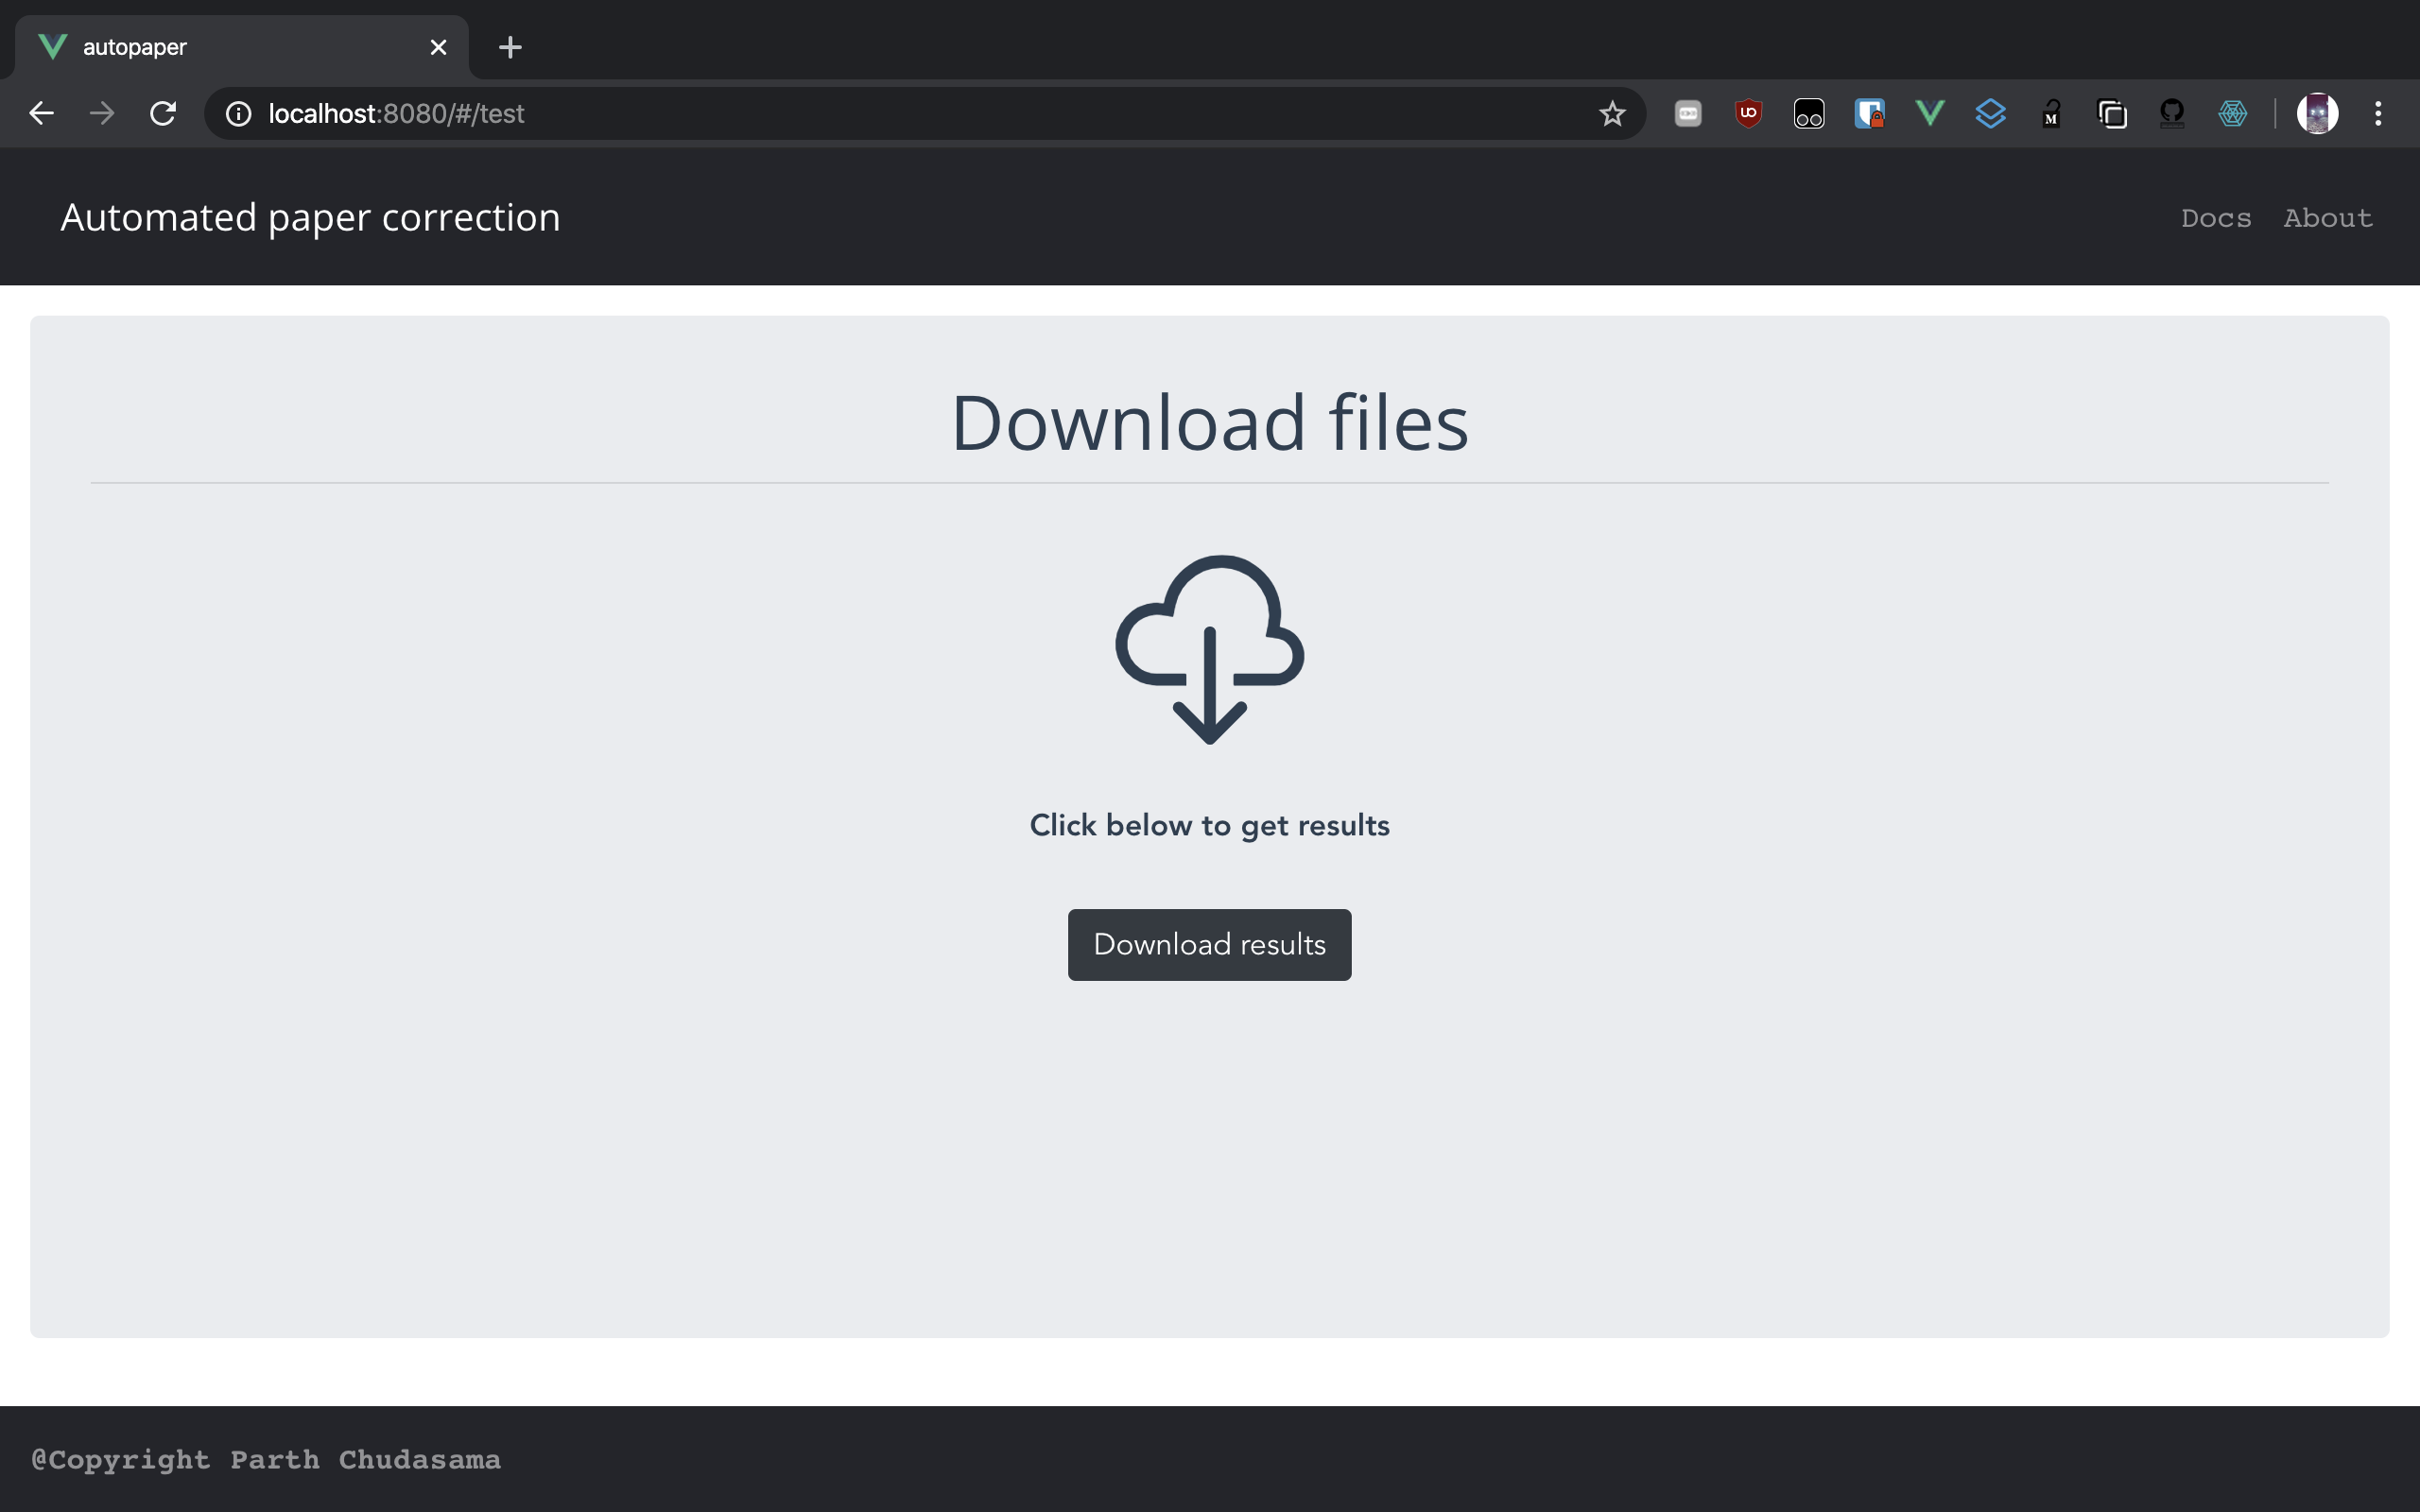 autopaper
localhost:8080/#/test
Automated paper correction
Docs About
Download files
Click below to get results
Download results
@Copyright Parth Chudasama